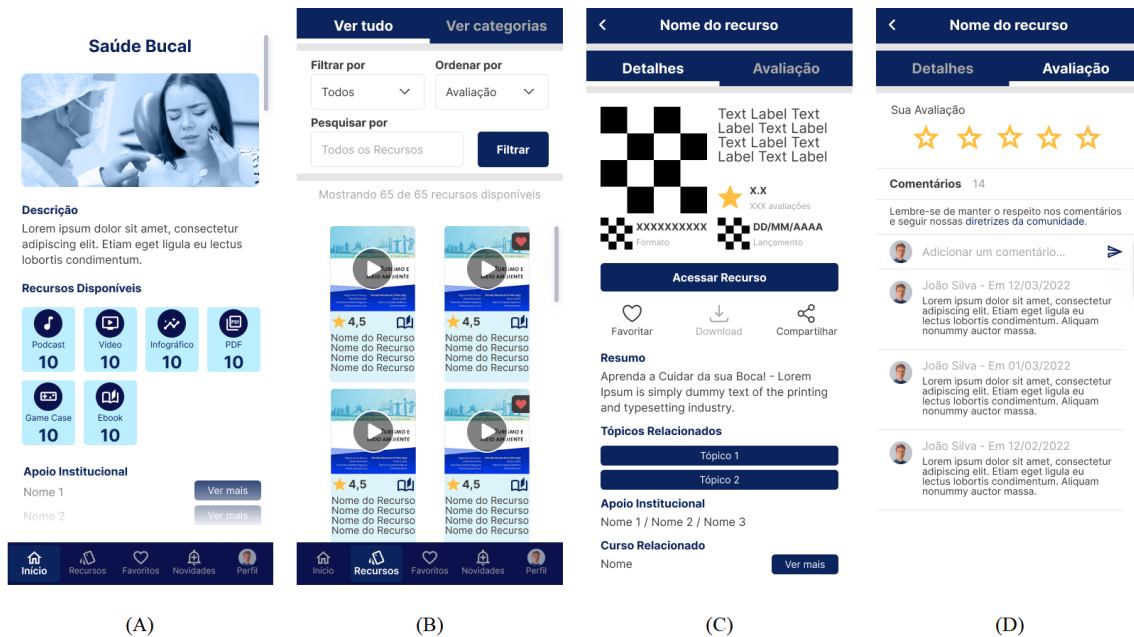 Saúde Bucal
Descrição
Lorem ipsum dolor sit amet, consectetur
adipiscing elit. Etiam eget ligula eu lectus
lobortis condimentum.
Recursos Disponíveis
Podcast
10
Vídeo
10
Infográfico
10
PDF
PDF
10
Game Case
10
Ebook
10
Apoio Institucional
Nome 1
Ver mais
Nome 2
Ver mais
Início
Recursos
Favoritos
Novidades
Perfil
(A)
Ver tudo
Ver categorias
Filtrar por
Ordenar por
Todos
Avaliação
Pesquisar por
Todos os Recursos
Filtrar
Mostrando 65 de 65 recursos disponíveis
Turismo e
Meio Ambiente
4,5
Nome do Recurso
Nome do Recurso
Nome do Recurso
Nome do Recurso
Turismo e
Meio Ambiente
4,5
Nome do Recurso
Nome do Recurso
Nome do Recurso
Nome do Recurso
Turismo e
Meio Ambiente
4,5
Nome do Recurso
Nome do Recurso
Nome do Recurso
Nome do Recurso
Turismo e
Meio Ambiente
4,5
Nome do Recurso
Nome do Recurso
Nome do Recurso
Nome do Recurso
Início
Recursos
Favoritos
Novidades
Perfil
(B)
Nome do recurso
Detalhes
Avaliação
Text Label Text
Label Text Label
Text Label Text
Label Text Label
X.X
XXX avaliações
XXXXXXXXXX
Formato
DD/MM/AAAA
Lançamento
Acessar Recurso
Favoritar
Download
Compartilhar
Resumo
Aprenda a Cuidar da sua Boca! - Lorem
Ipsum is simply dummy text of the printing
and typesetting industry.
Tópicos Relacionados
Tópico 1
Tópico 2
Apoio Institucional
Nome 1 / Nome 2 / Nome 3
Curso Relacionado
Nome
Ver mais
(C)
Nome do recurso
Detalhes
Avaliação
Sua Avaliação
Comentários 14
Lembre-se de manter o respeito nos comentários
e seguir nossas diretrizes da comunidade.
Adicionar um comentário...
João Silva - Em 12/03/2022
Lorem ipsum dolor sit amet, consectetur
adipiscing elit. Etiam eget ligula eu
lectus lobortis condimentum. Aliquam
nonummy auctor massa.
João Silva - Em 01/03/2022
Lorem ipsum dolor sit amet, consectetur
adipiscing elit. Etiam eget ligula eu
lectus lobortis condimentum. Aliquam
nonummy auctor massa.
João Silva - Em 12/02/2022
Lorem ipsum dolor sit amet, consectetur
adipiscing elit. Etiam eget ligula eu
lectus lobortis condimentum. Aliquam
nonummy auctor massa.
(D)